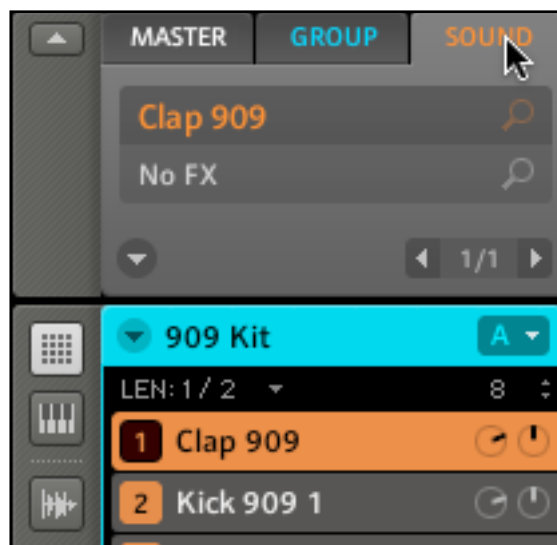 MASTER GROUP SOUND
Clap 909
No FX
1/1
909 Kit A
LEN: 1 / 2 8
1 Clap 909
2 Kick 909 1